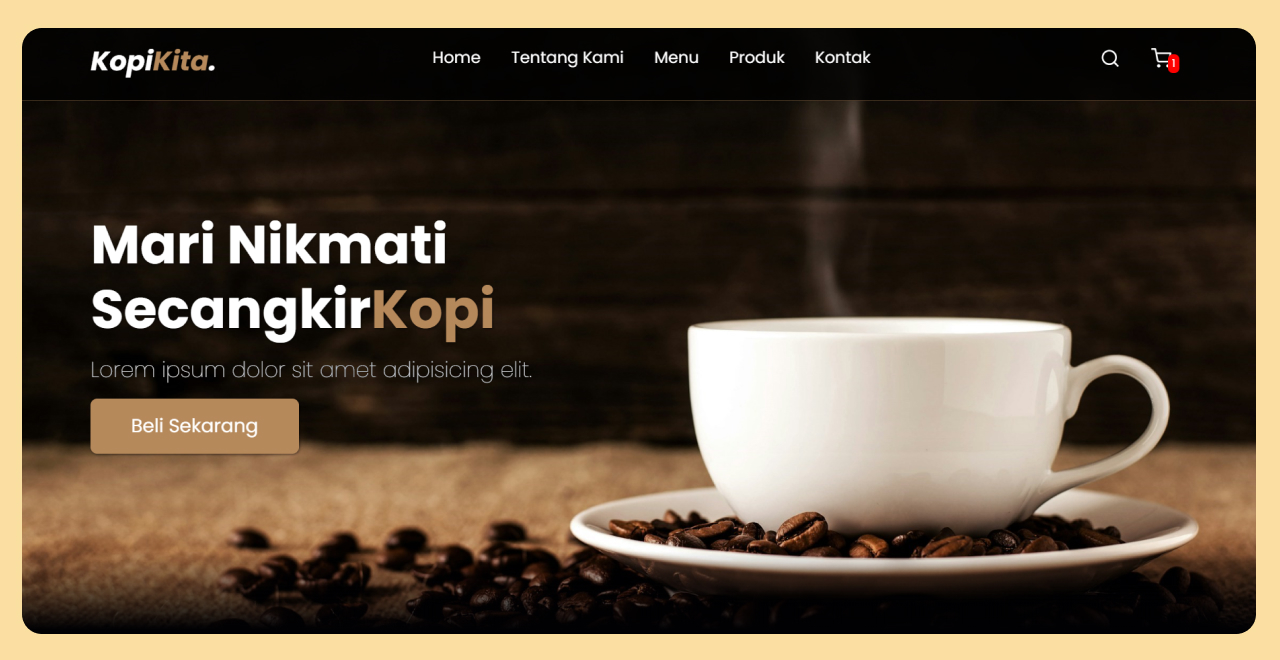 KopiKita.
Home Tentang Kami Menu Produk Kontak
1
Mari Nikmati
SecangkirKopi
Lorem ipsum dolor sit amet adipisicing elit.
Beli Sekarang